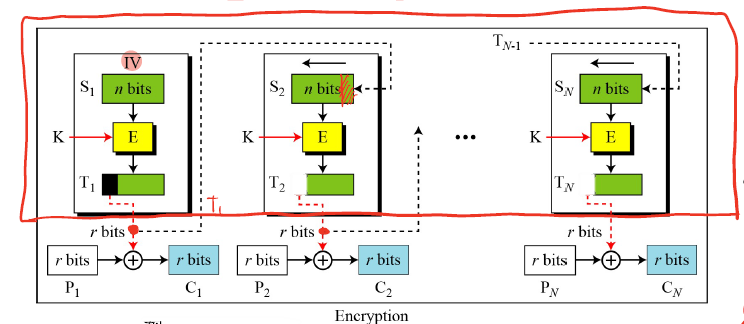 IV
T_{N-1}
S_1 n bits
S_2 n bits
S_N n bits
K E
K E
...
K E
T_1
T_2
T_N
T_1
r bits
r bits
r bits
r bits r bits
r bits r bits
r bits r bits
P_1 C_1
P_2 C_2
P_N C_N
Encryption